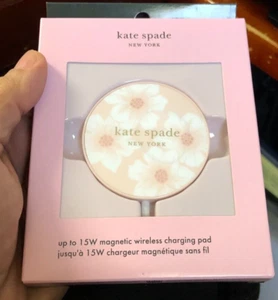 kate spade
NEW YORK
kate spade
NEW YORK
up to 15W magnetic wireless charging pad
jusqu'à 15W chargeur magnétique sans fil